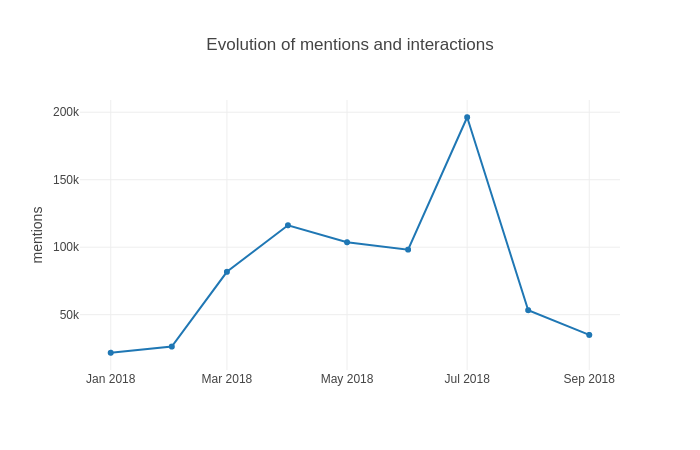 Evolution of mentions and interactions
200k
150k
100k
50k
mentions
Jan 2018
Mar 2018
May 2018
Jul 2018
Sep 2018